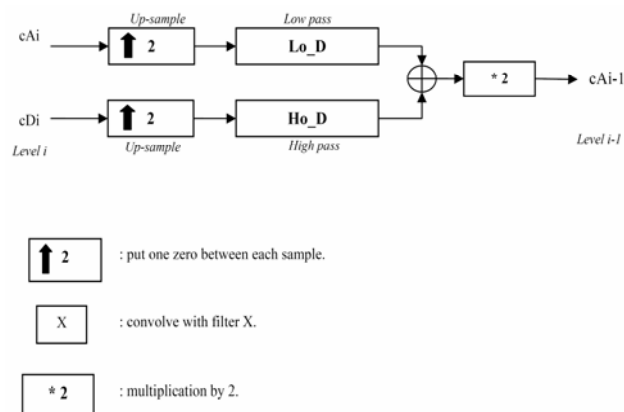 Up-sample
Low pass
cAi
2
Lo_D
* 2
cAi-1
cDi
2
Ho_D
Level i
Up-sample
High pass
Level i-1
2 : put one zero between each sample.
X : convolve with filter X.
* 2 : multiplication by 2.